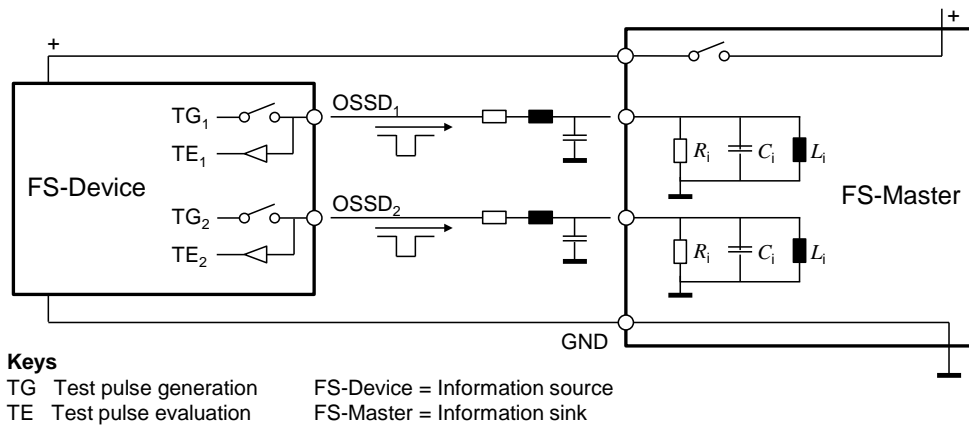 +
+
TG1
OSSD1
TE1
Ri
Ci
Li
FS-Device
FS-Master
TG2
OSSD2
TE2
Ri
Ci
Li
GND
Keys
TG Test pulse generation FS-Device = Information source
TE Test pulse evaluation FS-Master = Information sink